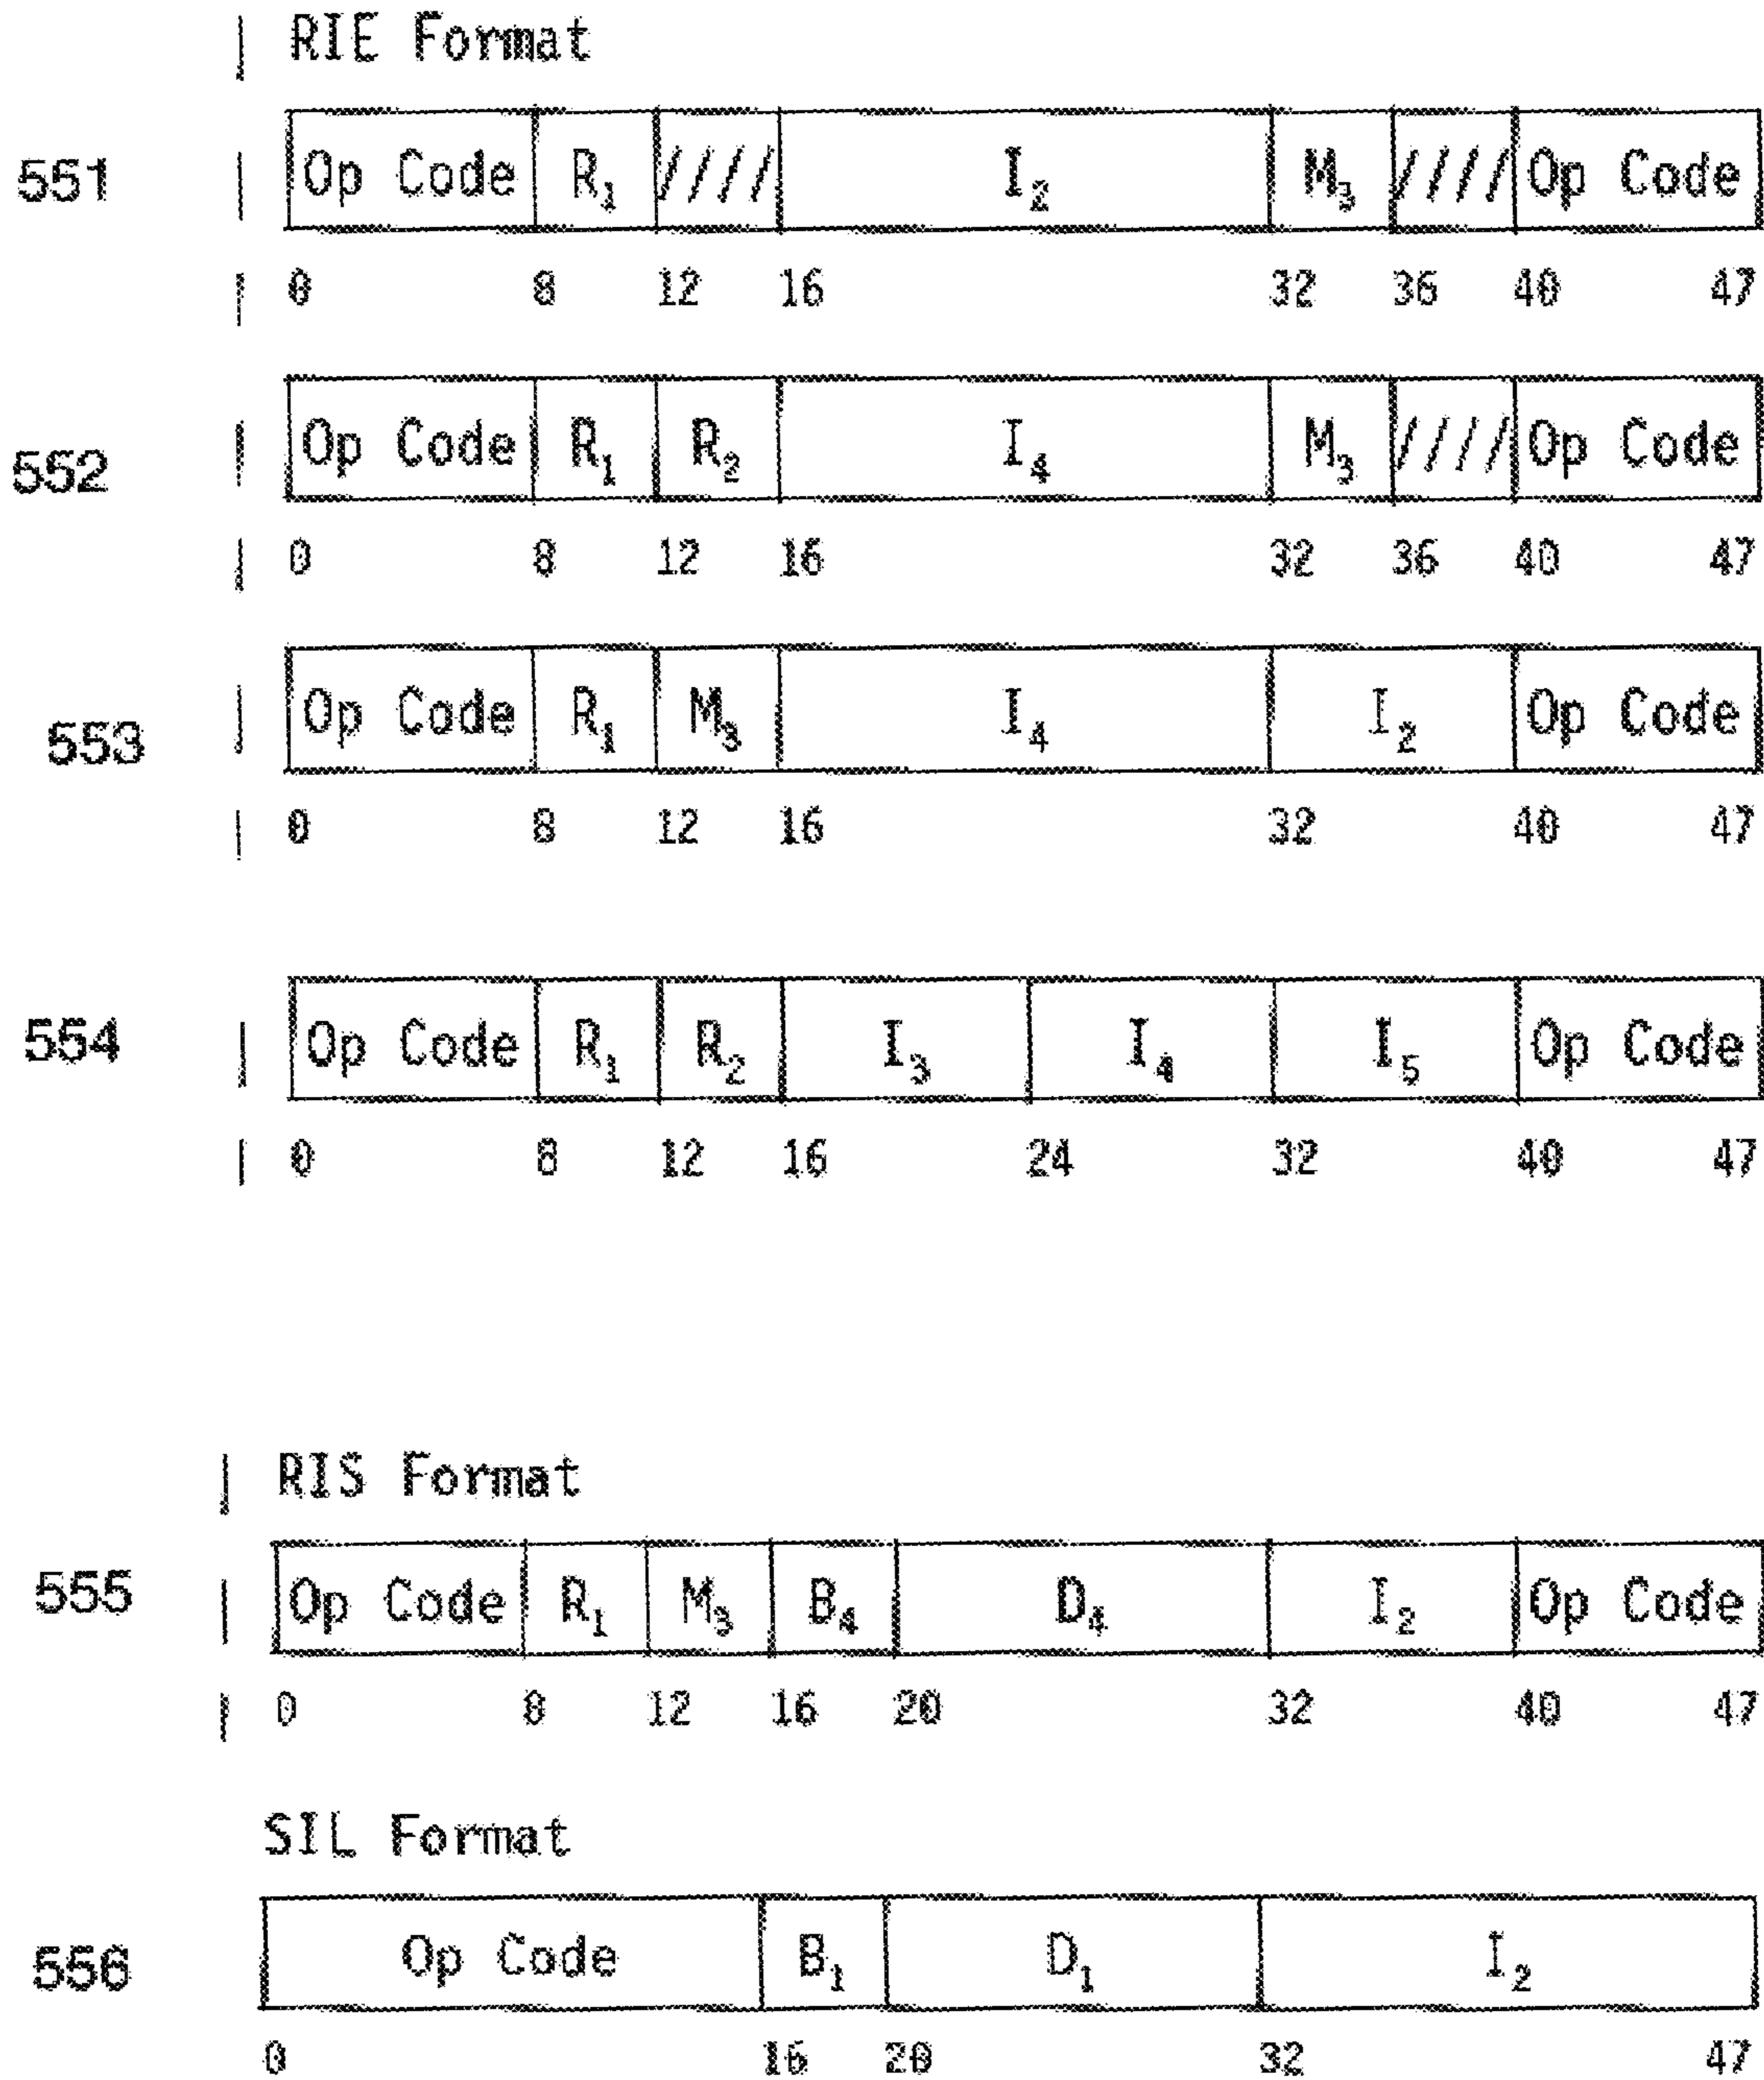 RIE Format
551 Op Code R₁ //// I₂ M₃ //// Op Code
0 8 12 16 32 36 40 47
552 Op Code R₁ R₂ I₄ M₃ //// Op Code
0 8 12 16 32 36 40 47
553 Op Code R₁ M₃ I₄ I₂ Op Code
0 8 12 16 32 40 47
554 Op Code R₁ R₂ I₃ I₄ I₅ Op Code
0 8 12 16 24 32 40 47
RIS Format
555 Op Code R₁ M₃ B₄ D₄ I₂ Op Code
0 8 12 16 20 32 40 47
SIL Format
556 Op Code B₁ D₁ I₂
0 16 20 32 47